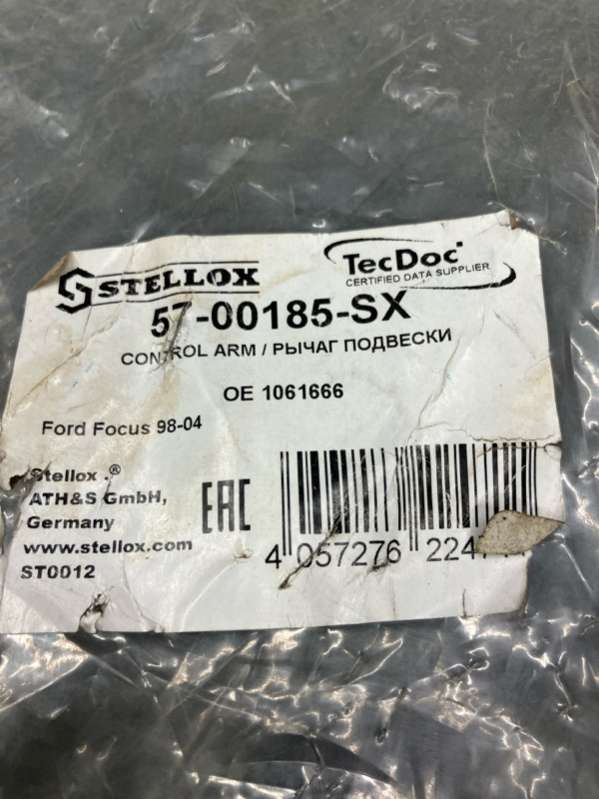 STELLOX
TecDoc
CERTIFIED DATA SUPPLIER
57-00185-SX
CONTROL ARM / РЫЧАГ ПОДВЕСКИ
OE 1061666
Ford Focus 98-04
Stellox .®
ATH&S GmbH,
Germany
www.stellox.com
ST0012
EAC
4 057276